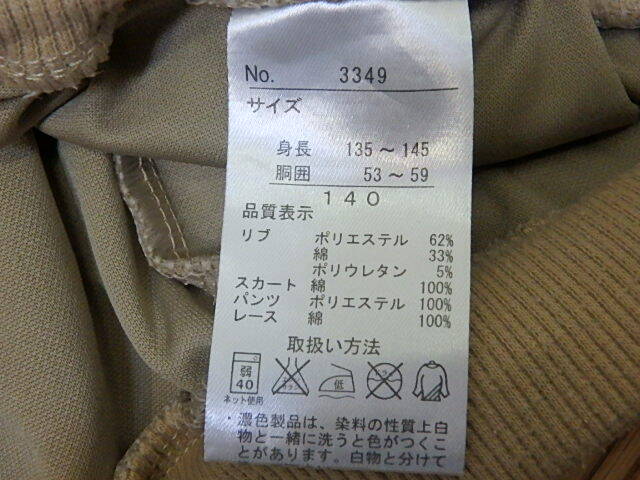 No. 3349
サイズ
身長 135～145
胴囲 53～59
140
品質表示
リブ ポリエステル 62%
綿 33%
ポリウレタン 5%
スカート 綿 100%
パンツ ポリエステル 100%
レース 綿 100%
取扱い方法
弱 40 低
ネット使用
・濃色製品は、染料の性質上白
物と一緒に洗うと色がつくこ
とがあります。白物と分けて